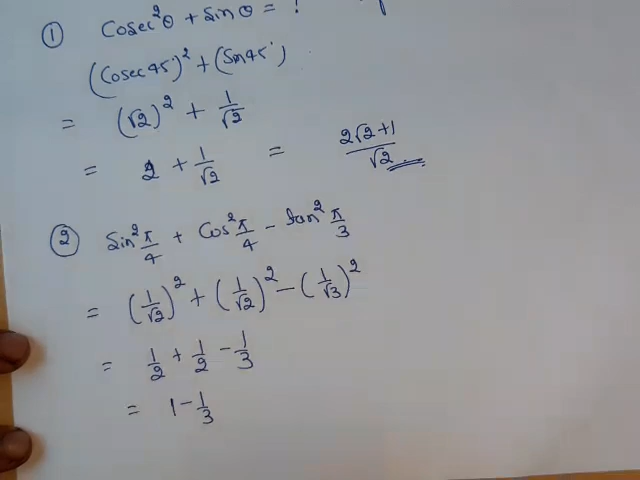 ① Cosec²θ + Sinθ = ?
(Cosec 45°)² + (Sin 45°)
= (√2)² + 1/√2
= 2 + 1/√2 = (2√2+1)/√2
② Sin² π/4 + Cos² π/4 - tan² π/3
= (1/√2)² + (1/√2)² - (1/√3)²
= 1/2 + 1/2 - 1/3
= 1 - 1/3